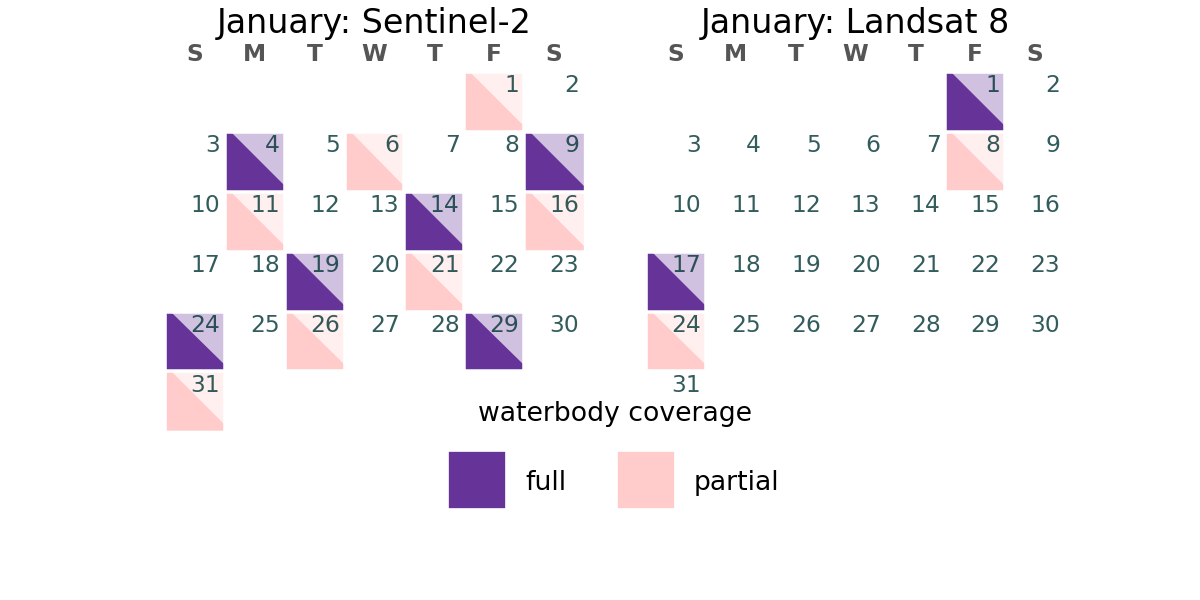 January: Sentinel-2
S M T W T F S
1 2
3 4 5 6 7 8 9
10 11 12 13 14 15 16
17 18 19 20 21 22 23
24 25 26 27 28 29 30
31
January: Landsat 8
S M T W T F S
1 2
3 4 5 6 7 8 9
10 11 12 13 14 15 16
17 18 19 20 21 22 23
24 25 26 27 28 29 30
31
waterbody coverage
full partial